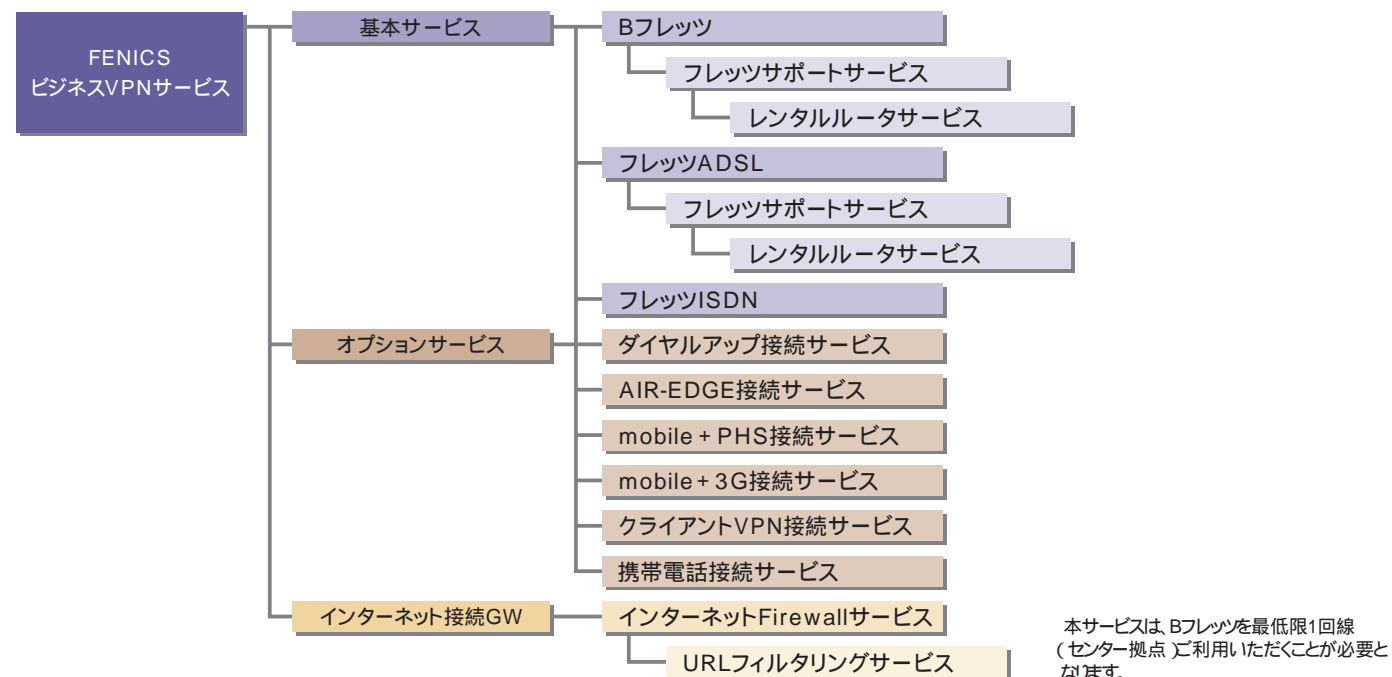 FENICS
ビジネスVPNサービス
基本サービス
Bフレッツ
フレッツサポートサービス
レンタルルータサービス
フレッツADSL
フレッツサポートサービス
レンタルルータサービス
フレッツISDN
オプションサービス
ダイヤルアップ接続サービス
AIR-EDGE接続サービス
mobile + PHS接続サービス
mobile + 3G接続サービス
クライアントVPN接続サービス
携帯電話接続サービス
インターネット接続GW
インターネットFirewallサービス
URLフィルタリングサービス
本サービスは、Bフレッツを最低限1回線
(センター拠点)ご利用いただくことが必要と
なります。